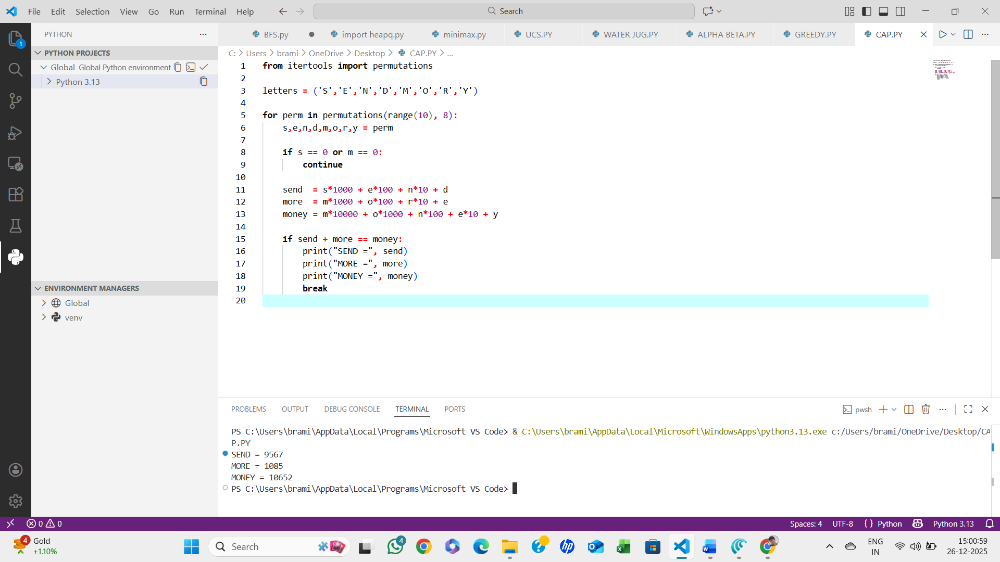 File Edit Selection View Go Run Terminal Help
Search
PYTHON
1
PYTHON PROJECTS
Global Global Python environment
Python 3.13
ENVIRONMENT MANAGERS
Global
venv
BFS.py import heapq.py minimax.py UCS.PY WATER JUG.PY ALPHA BETA.PY GREEDY.PY CAP.PY
C: > Users > brami > OneDrive > Desktop > CAP.PY > ...
1 from itertools import permutations
2
3 letters = ('S','E','N','D','M','O','R','Y')
4
5 for perm in permutations(range(10), 8):
6 s,e,n,d,m,o,r,y = perm
7
8 if s == 0 or m == 0:
9 continue
10
11 send  = s*1000 + e*100 + n*10 + d
12 more  = m*1000 + o*100 + r*10 + e
13 money = m*10000 + o*1000 + n*100 + e*10 + y
14
15 if send + more == money:
16 print("SEND =", send)
17 print("MORE =", more)
18 print("MONEY =", money)
19 break
20
PROBLEMS OUTPUT DEBUG CONSOLE TERMINAL PORTS
pwsh
PS C:\Users\brami\AppData\Local\Programs\Microsoft VS Code> & C:\Users\brami\AppData\Local\Microsoft\WindowsApps\python3.13.exe c:/Users/brami/OneDrive/Desktop/CA
P.PY
SEND = 9567
MORE = 1085
MONEY = 10652
PS C:\Users\brami\AppData\Local\Programs\Microsoft VS Code>
0 0
Spaces: 4 UTF-8 { } Python Python 3.13
4 Gold
+1.10%
Search
4
ENG
IN
15:00:59
26-12-2025